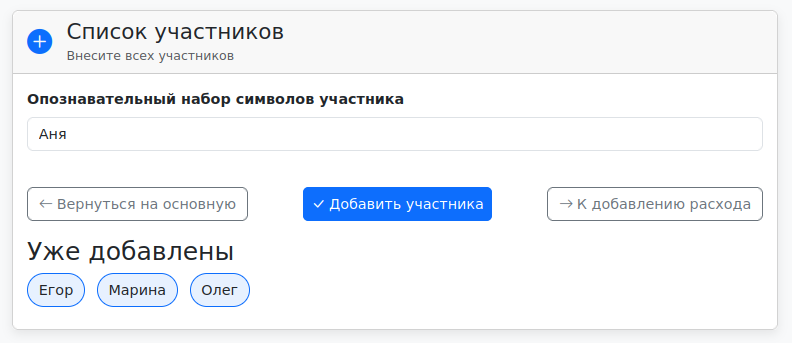 Список участников
Внесите всех участников
Опознавательный набор символов участника
Аня
← Вернуться на основную
✓ Добавить участника
→ К добавлению расхода
Уже добавлены
Егор Марина Олег